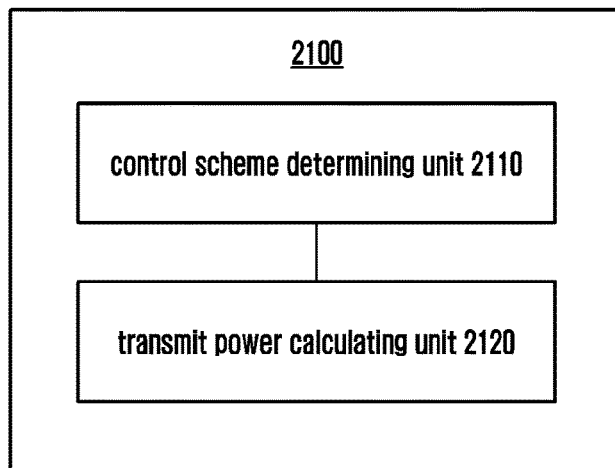 2100
control scheme determining unit 2110
transmit power calculating unit 2120